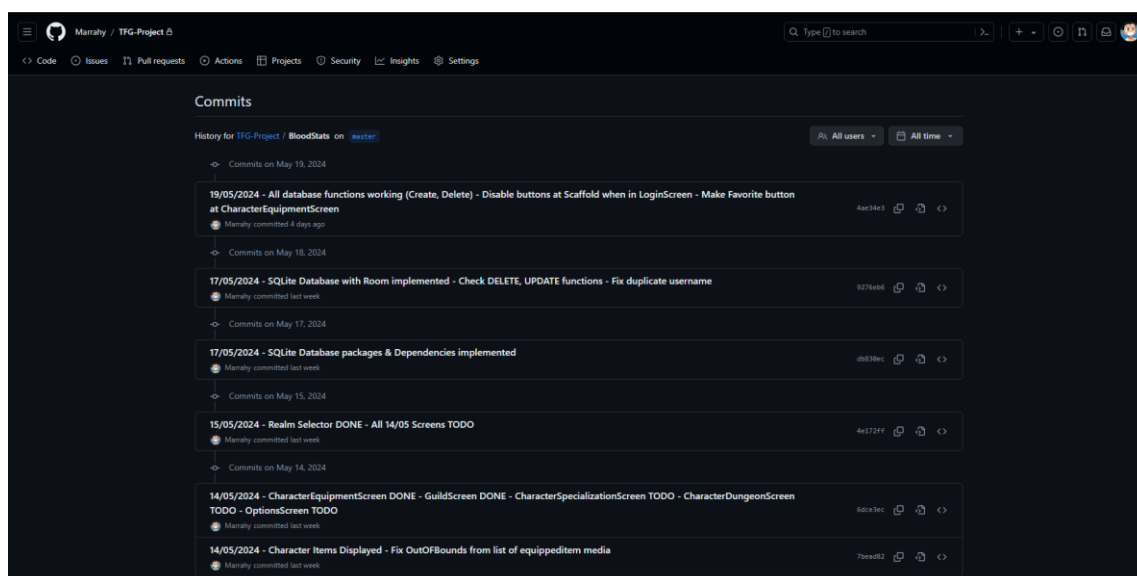 Marrahy / TFG-Project
Type / to search
Code Issues Pull requests Actions Projects Security Insights Settings
Commits
History for TFG-Project / BloodStats on master
All users All time
Commits on May 19, 2024
19/05/2024 - All database functions working (Create, Delete) - Disable buttons at Scaffold when in LoginScreen - Make Favorite button
at CharacterEquipmentScreen
4ae34e3
Marrahy committed 4 days ago
Commits on May 18, 2024
17/05/2024 - SQLite Database with Room implemented - Check DELETE, UPDATE functions - Fix duplicate username
9276eb6
Marrahy committed last week
Commits on May 17, 2024
17/05/2024 - SQLite Database packages & Dependencies implemented
db830ec
Marrahy committed last week
Commits on May 15, 2024
15/05/2024 - Realm Selector DONE - All 14/05 Screens TODO
4e172ff
Marrahy committed last week
Commits on May 14, 2024
14/05/2024 - CharacterEquipmentScreen DONE - GuildScreen DONE - CharacterSpecializationScreen TODO - CharacterDungeonScreen
TODO - OptionsScreen TODO
6dce3ec
Marrahy committed last week
14/05/2024 - Character Items Displayed - Fix OutOFBounds from list of equippeditem media
7bead82
Marrahy committed last week